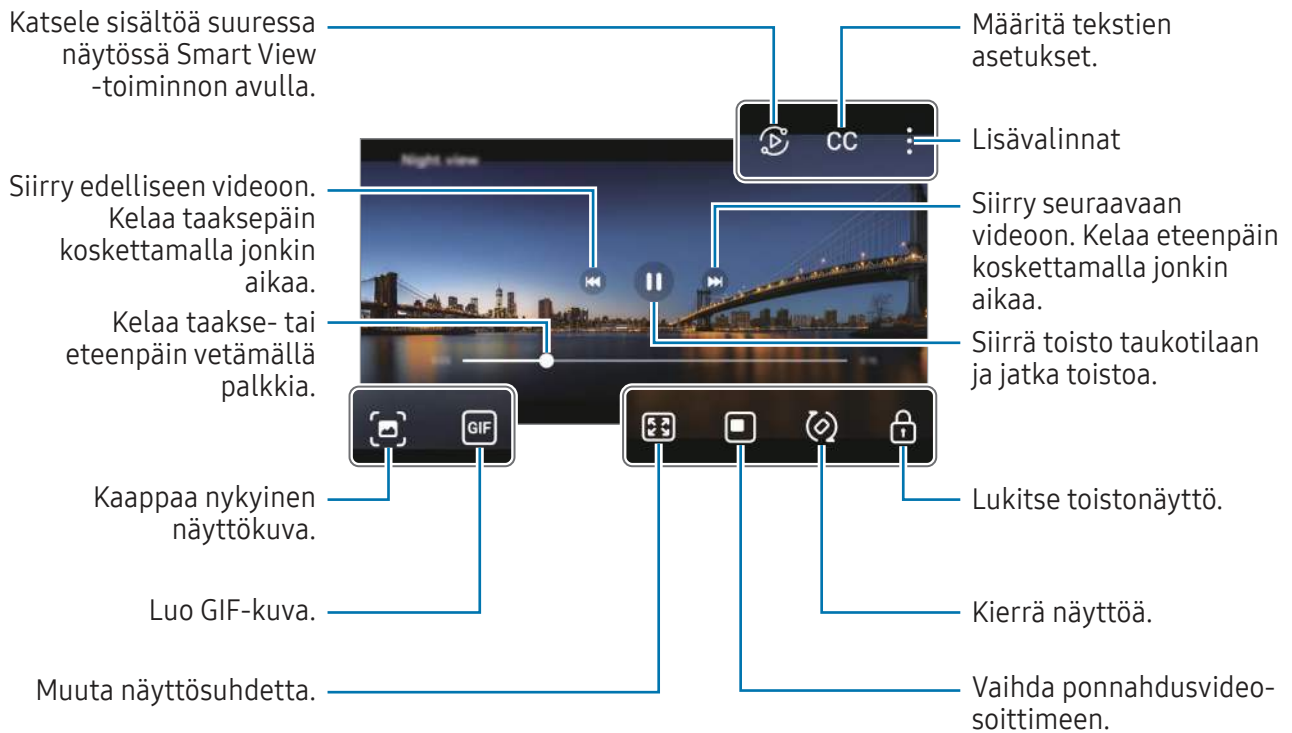 Katsele sisältöä suuressa
näytössä Smart View
-toiminnon avulla.
Määritä tekstien
asetukset.
CC
Lisävalinnat
Night view
Siirry edelliseen videoon.
Kelaa taaksepäin
koskettamalla jonkin
aikaa.
Siirry seuraavaan
videoon. Kelaa eteenpäin
koskettamalla jonkin
aikaa.
Kelaa taakse- tai
eteenpäin vetämällä
palkkia.
Siirrä toisto taukotilaan
ja jatka toistoa.
GIF
Kaappaa nykyinen
näyttökuva.
Lukitse toistonäyttö.
Luo GIF-kuva.
Kierrä näyttöä.
Muuta näyttösuhdetta.
Vaihda ponnahdusvideo-
soittimeen.